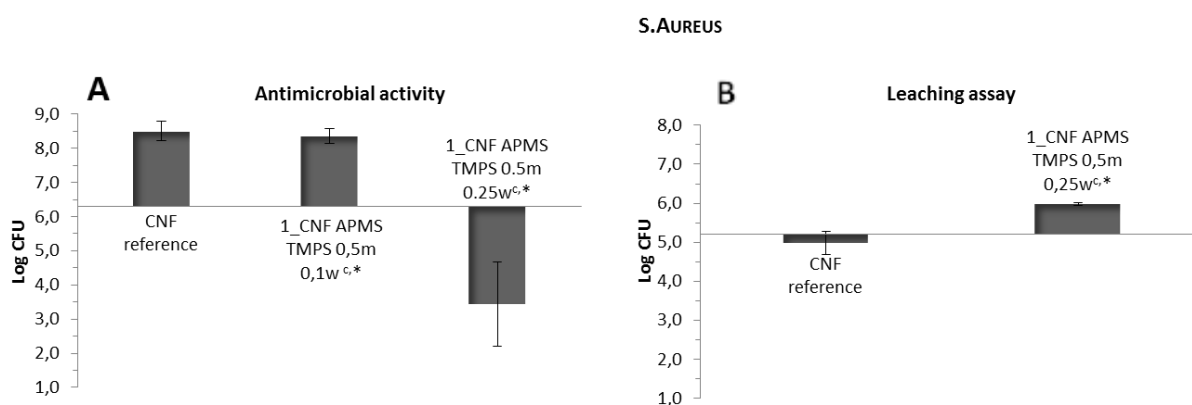 S.AUREUS
A
Antimicrobial activity
9,0
8,0
7,0
6,0
5,0
4,0
3,0
2,0
1,0
Log CFU
CNF
reference
1_CNF APMS
TMPS 0,5m
0,1w c,*
1_CNF APMS
TMPS 0.5m
0.25wc,*
B
Leaching assay
8,0
7,0
6,0
5,0
4,0
3,0
2,0
1,0
Log CFU
CNF
reference
1_CNF APMS
TMPS 0,5m
0,25wc,*